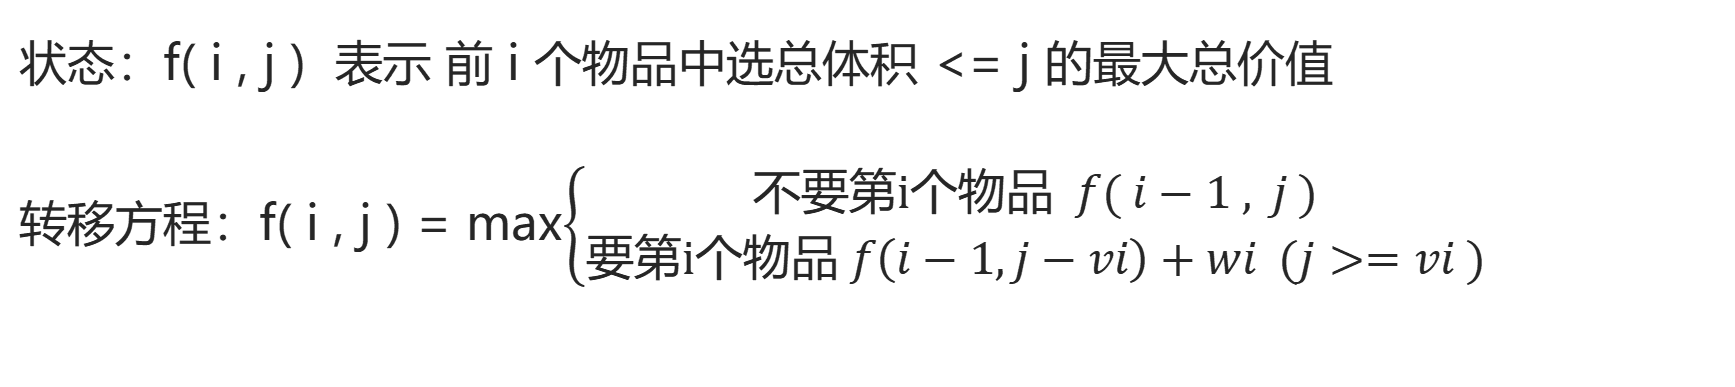 状态：f( i , j ) 表示 前 i 个物品中选总体积 <= j 的最大总价值
转移方程：f( i , j ) = max{
不要第i个物品 f( i − 1 , j )
要第i个物品 f(i − 1, j − vi) + wi (j >= vi )